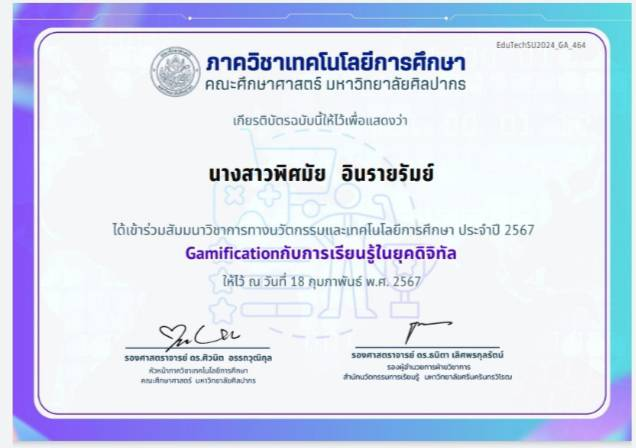 EduTechSU2024_GA_464
ภาควิชาเทคโนโลยีการศึกษา
คณะศึกษาศาสตร์ มหาวิทยาลัยศิลปากร
เกียรติบัตรฉบับนี้ให้ไว้เพื่อแสดงว่า
นางสาวพิศมัย อินรายรัมย์
ได้เข้าร่วมสัมมนาวิชาการทางนวัตกรรมและเทคโนโลยีการศึกษา ประจำปี 2567
Gamificationกับการเรียนรู้ในยุคดิจิทัล
ให้ไว้ ณ วันที่ 18 กุมภาพันธ์ พ.ศ. 2567
รองศาสตราจารย์ ดร.ศิวนิต อรรถวุฒิกุล
หัวหน้าภาควิชาเทคโนโลยีการศึกษา
คณะศึกษาศาสตร์ มหาวิทยาลัยศิลปากร
รองศาสตราจารย์ ดร.ธนิตา เลิศพรกุลรัตน์
รองผู้อำนวยการฝ่ายวิชาการ
สำนักนวัตกรรมการเรียนรู้ มหาวิทยาลัยศรีนครินทรวิโรฒ